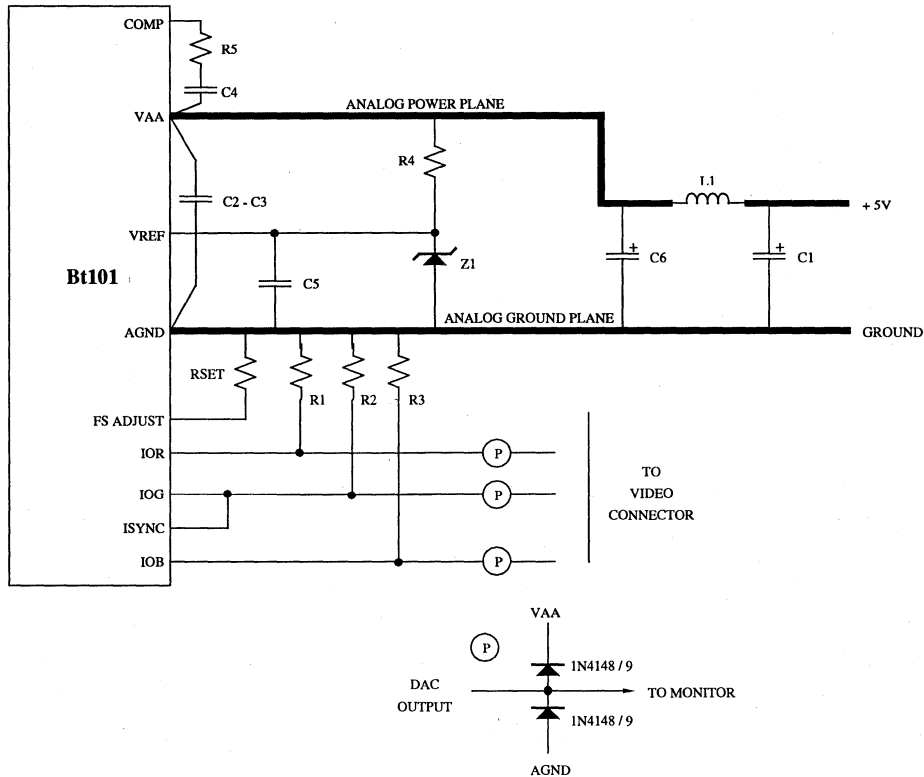 COMP
R5
C4
ANALOG POWER PLANE
VAA
R4
L1
C2 - C3
+ 5V
VREF
Z1
C6
+
C1
+
Bt101
C5
ANALOG GROUND PLANE
AGND
GROUND
RSET
R1
R2
R3
FS ADJUST
IOR
P
TO
VIDEO
CONNECTOR
IOG
P
ISYNC
IOB
P
VAA
P
1N4148 / 9
DAC
OUTPUT
TO MONITOR
1N4148 / 9
AGND